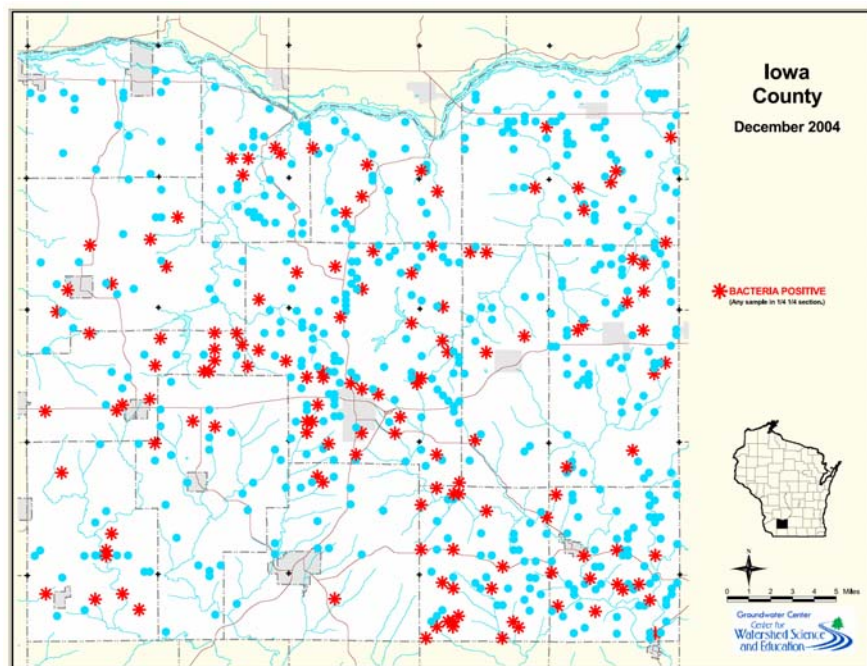 Iowa
County
December 2004
BACTERIA POSITIVE
(Any sample in 1/4 1/4 section.)
N
0 1 2 3 4 5 Miles
Groundwater Center
Center for
Watershed Science
and Education